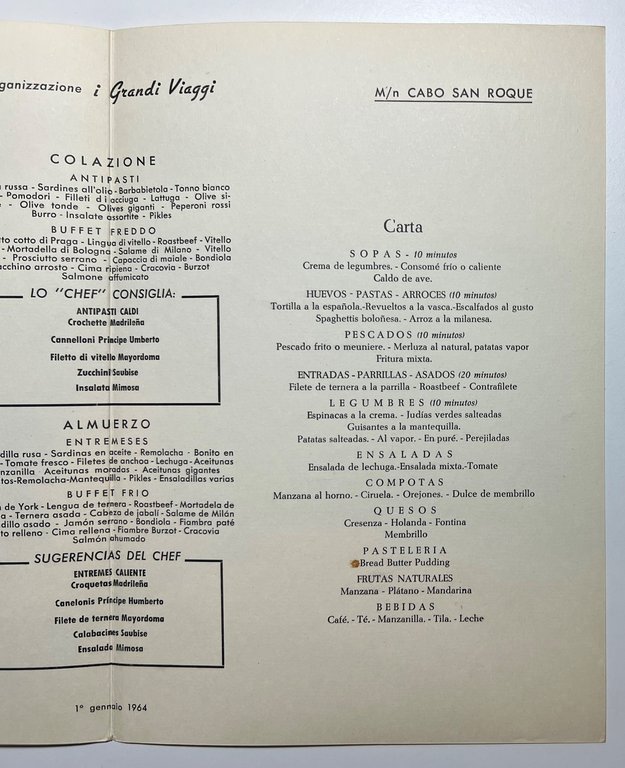 ganizzazione i Grandi Viaggi
COLAZIONE
ANTIPASTI
russa - Sardines all'olio - Barbabietola - Tonno bianco
- Pomodori - Filleti di acciuga - Lattuga - Olive si-
e - Olive tonde - Olives giganti - Peperoni rossi
Burro - Insalate assortite - Pikles
BUFFET FREDDO
tto cotto di Praga - Lingua di vitello - Roastbeef - Vitello
- Mortadella di Bologna - Salame di Milano - Vitello
- Prosciutto serrano - Capaccia di maiale - Bondiola
acchino arrosto - Cima ripiena - Cracovia - Burzot
Salmone affumicato
LO "CHEF" CONSIGLIA:
ANTIPASTI CALDI
Crochette Madrileña
Cannelloni Principe Umberto
Filetto di vitello Mayordoma
Zucchini Saubise
Insalata Mimosa
ALMUERZO
ENTREMESES
dilla rusa - Sardinas en aceite - Remolacha - Bonito en
- Tomate fresco - Filetes de anchoa - Lechuga - Aceitunas
anzanilla - Aceitunas moradas - Aceitunas gigantes
tos-Remolacha-Mantequilla - Pikles - Ensaladillas varias
BUFFET FRIO
n de York - Lengua de ternera - Roastbeef - Mortadela de
a - Ternera asada - Cabeza de jabalí - Salame de Milán
dillo asado - Jamón serrano - Bondiola - Fiambra paté
to relleno - Cima rellena - Fiambre Burzot - Cracovia
Salmón ahumado
SUGERENCIAS DEL CHEF
ENTREMES CALIENTE
Croquetas Madrileña
Canelonis Príncipe Humberto
Filete de ternera Mayordoma
Calabacines Saubise
Ensalada Mimosa
1° gennaio 1964
M/n CABO SAN ROQUE
Carta
SOPAS - 10 minutos
Crema de legumbres. - Consomé frío o caliente
Caldo de ave.
HUEVOS - PASTAS - ARROCES (10 minutos)
Tortilla a la española.-Revueltos a la vasca.-Escalfados al gusto
Spaghettis boloñesa. - Arroz a la milanesa.
PESCADOS (10 minutos)
Pescado frito o meuniere. - Merluza al natural, patatas vapor
Fritura mixta.
ENTRADAS - PARRILLAS - ASADOS (20 minutos)
Filete de ternera a la parrilla - Roastbeef - Contrafilete
LEGUMBRES (10 minutos)
Espinacas a la crema. - Judías verdes salteadas
Guisantes a la mantequilla.
Patatas salteadas. - Al vapor. - En puré. - Perejiladas
ENSALADAS
Ensalada de lechuga.-Ensalada mixta.-Tomate
COMPOTAS
Manzana al horno. - Ciruela. - Orejones. - Dulce de membrillo
QUESOS
Cresenza - Holanda - Fontina
Membrillo
PASTELERIA
Bread Butter Pudding
FRUTAS NATURALES
Manzana - Plátano - Mandarina
BEBIDAS
Café. - Té. - Manzanilla. - Tila. - Leche